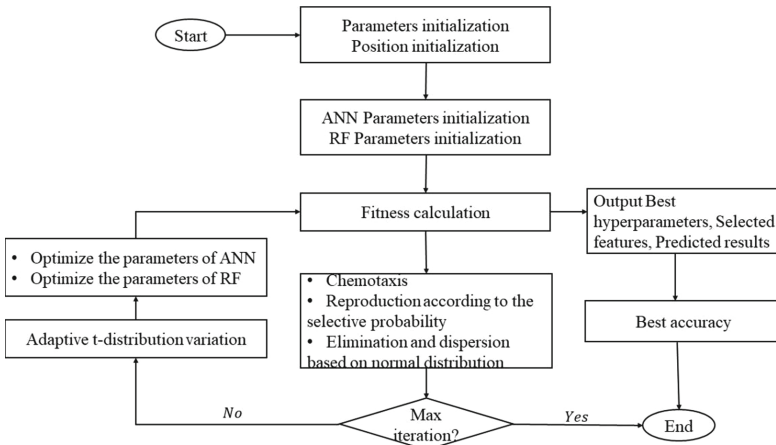 Start
Parameters initialization
Position initialization
ANN Parameters initialization
RF Parameters initialization
Fitness calculation
Output Best
hyperparameters, Selected
features, Predicted results
• Optimize the parameters of ANN
• Optimize the parameters of RF
• Chemotaxis
• Reproduction according to the
selective probability
• Elimination and dispersion
based on normal distribution
Adaptive t-distribution variation
Best accuracy
No
Max
iteration?
Yes
End